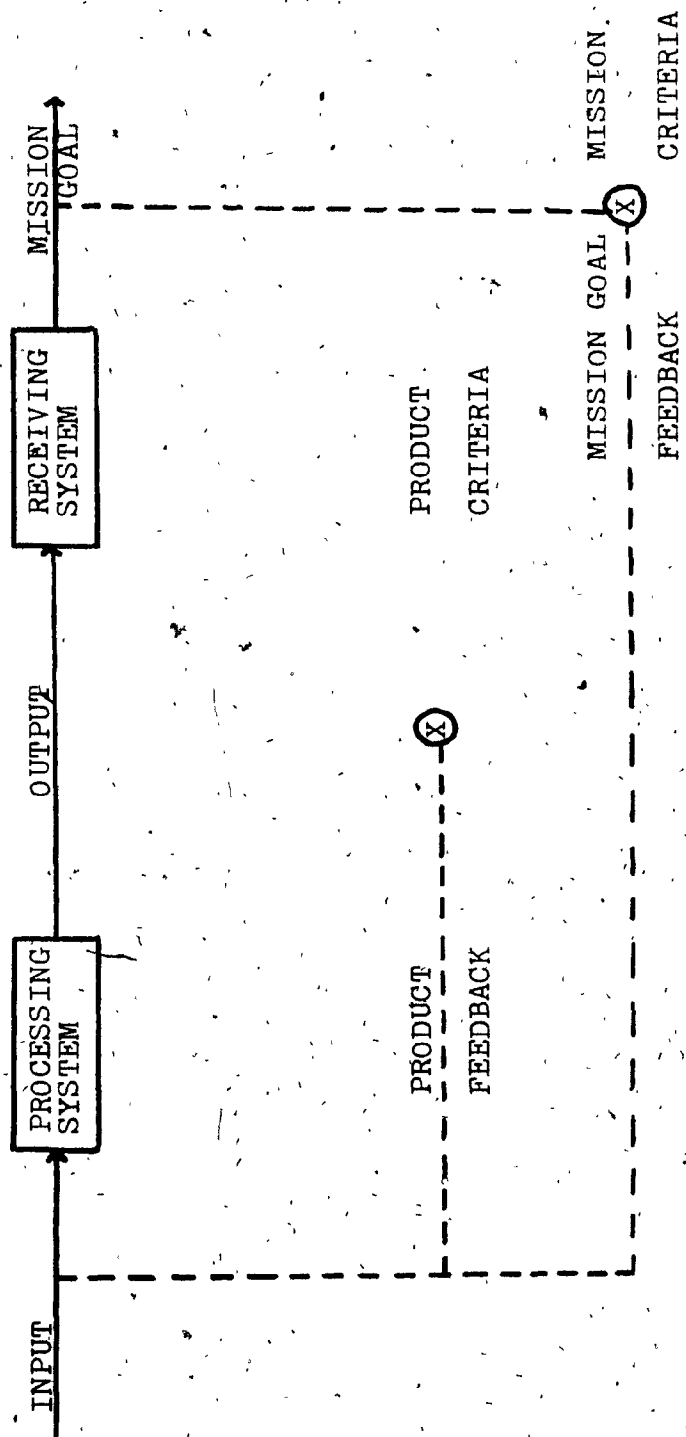 INPUT
PROCESSING
SYSTEM
OUTPUT
RECEIVING
SYSTEM
MISSION
GOAL
PRODUCT
FEEDBACK
X
PRODUCT
CRITERIA
MISSION GOAL
FEEDBACK
X
MISSION
CRITERIA